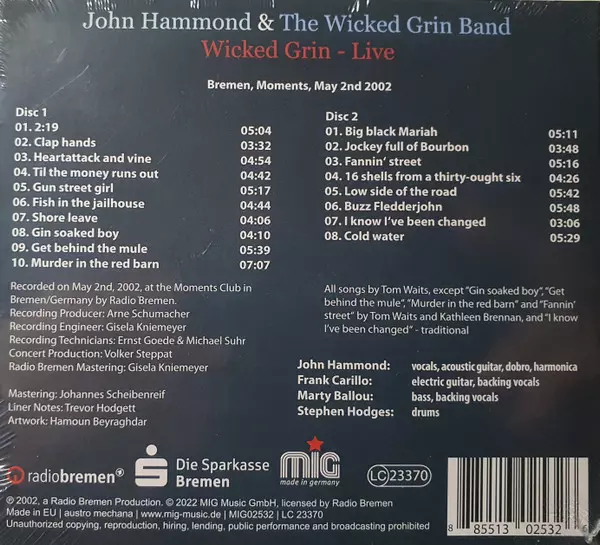 John Hammond & The Wicked Grin Band
Wicked Grin - Live
Bremen, Moments, May 2nd 2002
Disc 1
01. 2:19 05:04
02. Clap hands 03:32
03. Heartattack and vine 04:54
04. Til the money runs out 04:42
05. Gun street girl 05:17
06. Fish in the jailhouse 04:44
07. Shore leave 04:06
08. Gin soaked boy 04:10
09. Get behind the mule 05:39
10. Murder in the red barn 07:07
Disc 2
01. Big black Mariah 05:11
02. Jockey full of Bourbon 03:48
03. Fannin‘ street 05:16
04. 16 shells from a thirty-ought six 04:26
05. Low side of the road 05:42
06. Buzz Fledderjohn 05:48
07. I know I‘ve been changed 03:06
08. Cold water 05:29
Recorded on May 2nd, 2002, at the Moments Club in
Bremen/Germany by Radio Bremen.
Recording Producer: Arne Schumacher
Recording Engineer: Gisela Kniemeyer
Recording Technicians: Ernst Goede & Michael Suhr
Concert Production: Volker Steppat
Radio Bremen Mastering: Gisela Kniemeyer
Mastering: Johannes Scheibenreif
Liner Notes: Trevor Hodgett
Artwork: Hamoun Beyraghdar
All songs by Tom Waits, except “Gin soaked boy”, “Get
behind the mule”, “Murder in the red barn” and “Fannin‘
street” by Tom Waits and Kathleen Brennan, and “I know
I‘ve been changed” - traditional
John Hammond: vocals, acoustic guitar, dobro, harmonica
Frank Carillo: electric guitar, backing vocals
Marty Ballou: bass, backing vocals
Stephen Hodges: drums
radiobremen
Die Sparkasse
Bremen
MIG
made in germany
LC 23370
8 85513 02532 6
℗ 2002, a Radio Bremen Production. © 2022 MIG Music GmbH, licensed by Radio Bremen
Made in EU | austro mechana | www.mig-music.de | MIG02532 | LC 23370
Unauthorized copying, reproduction, hiring, lending, public performance and broadcasting prohibited